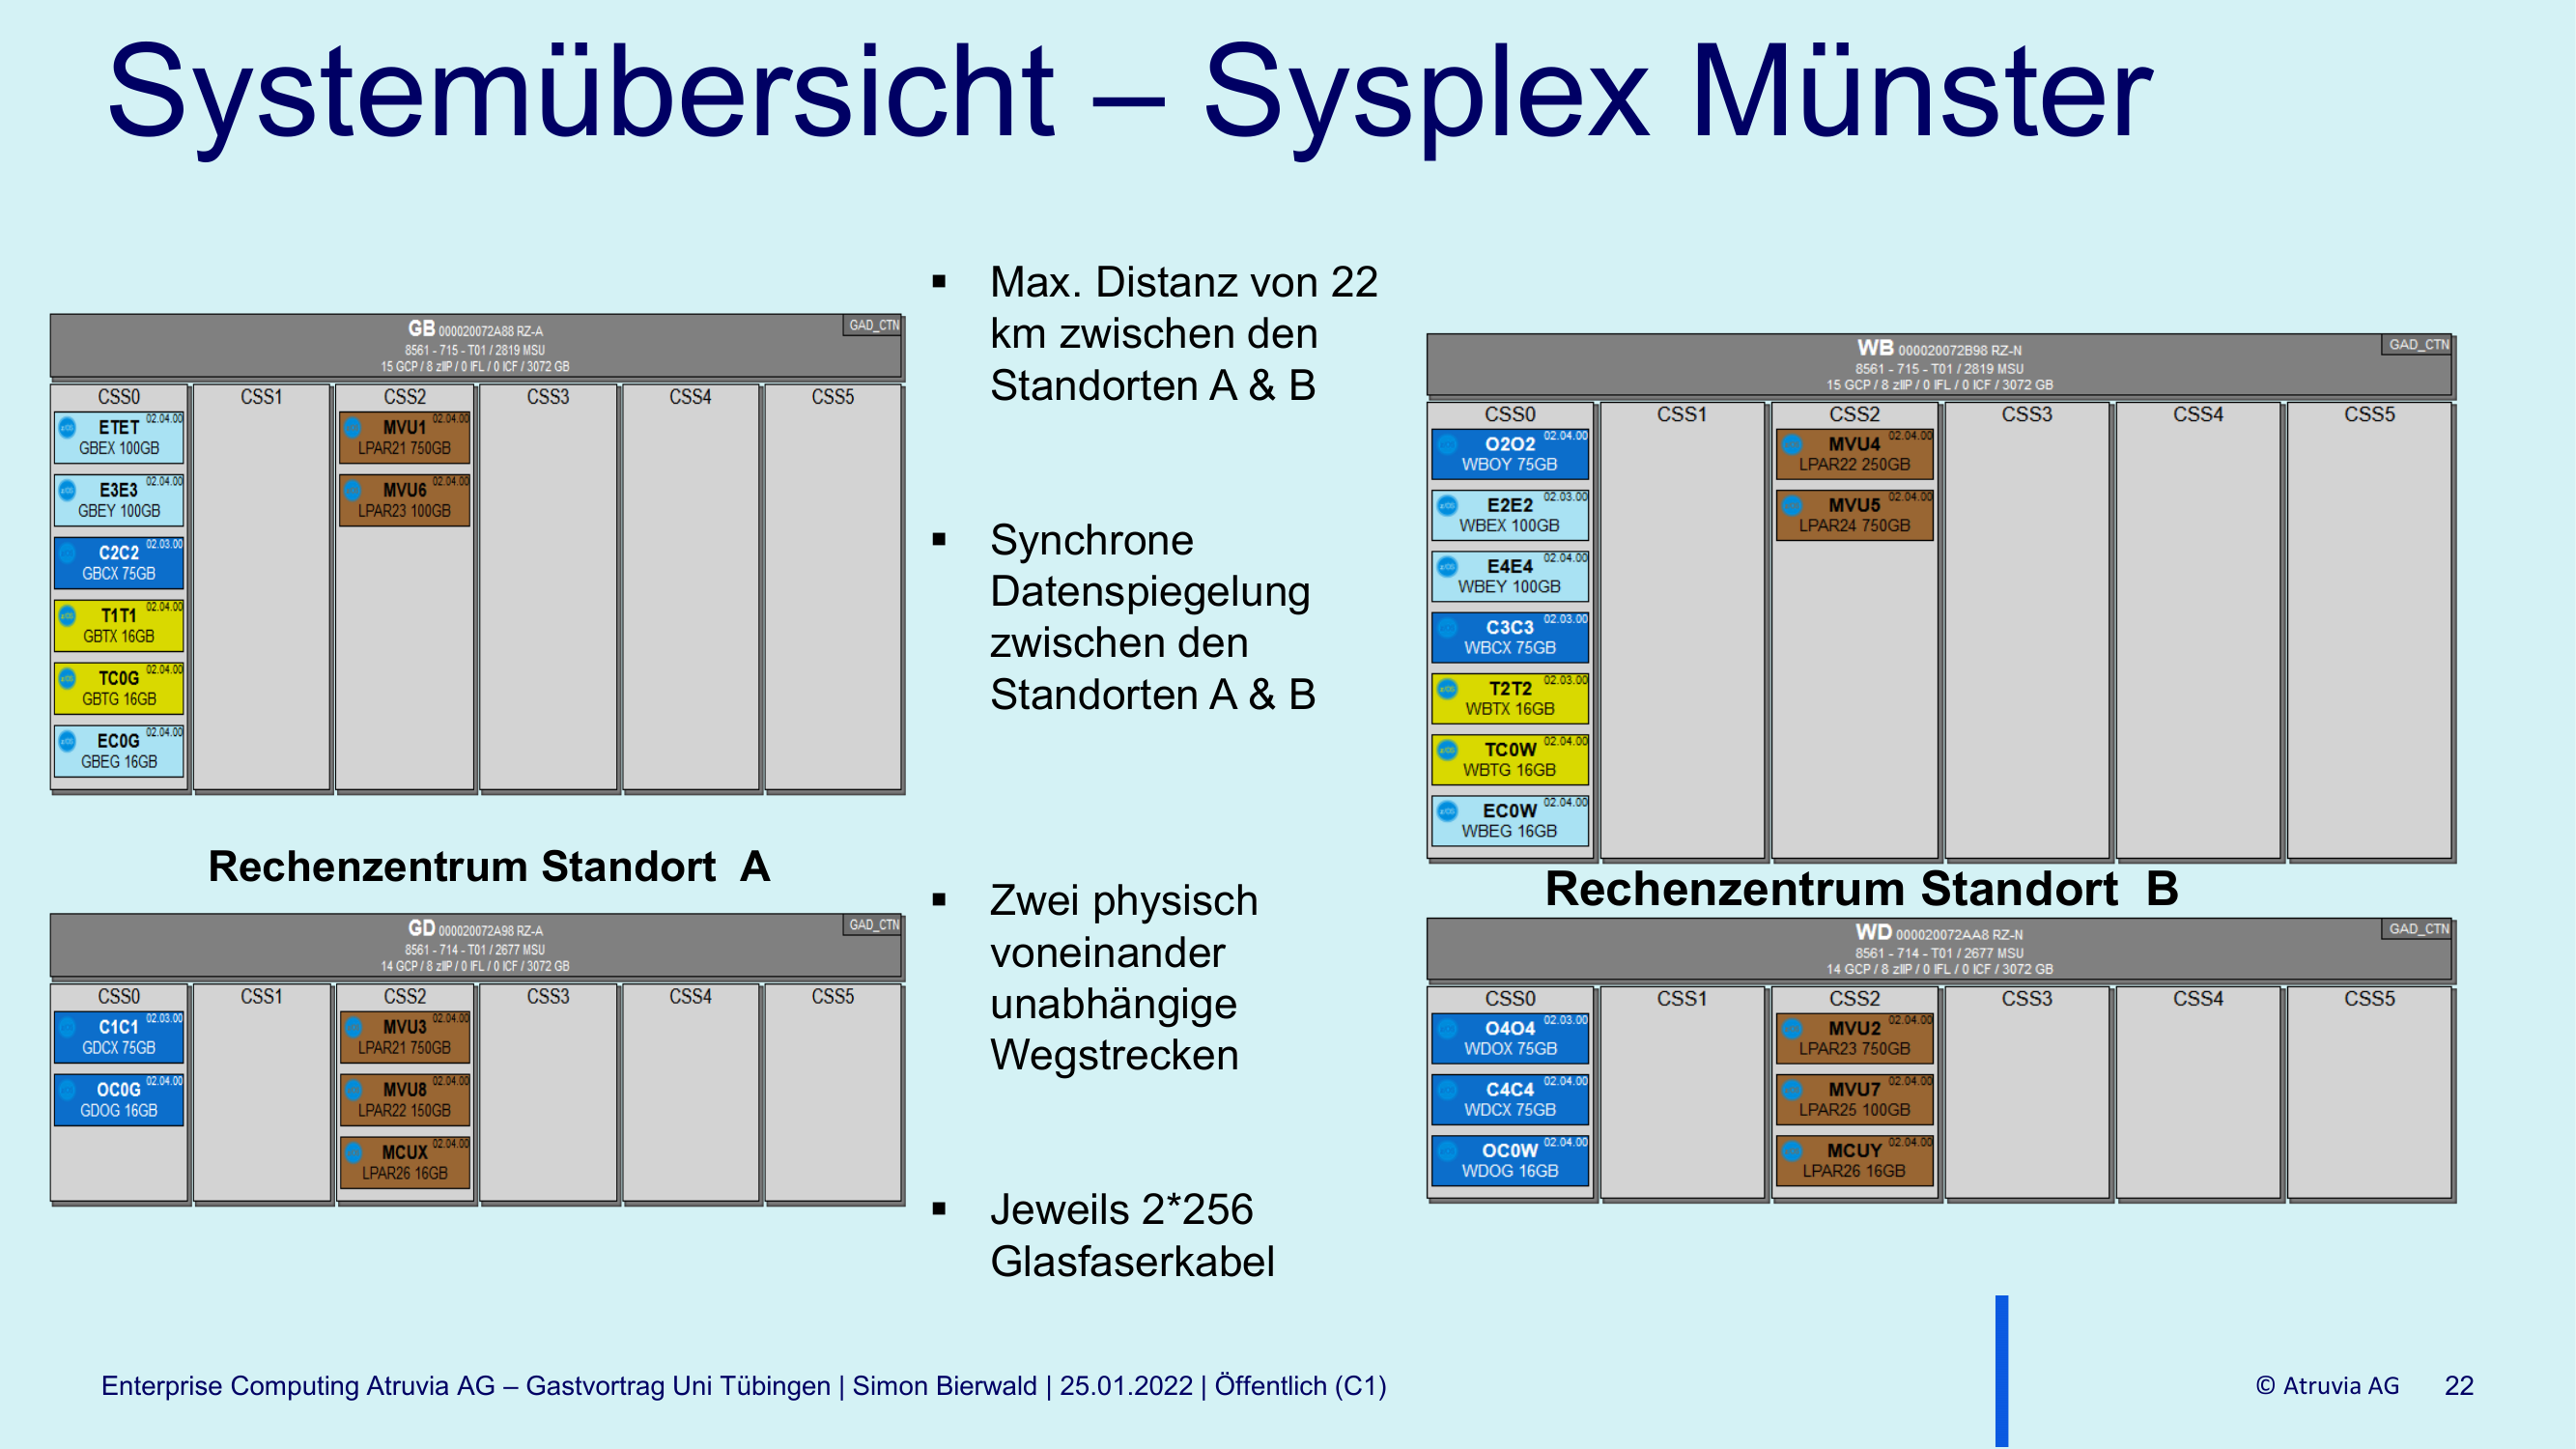 Systemübersicht – Sysplex Münster
GB 000020072A88 RZ-A
GAD_CTN
8561 - 715 - T01 / 2819 MSU
15 GCP / 8 zIIP / 0 IFL / 0 ICF / 3072 GB
CSS0 CSS1 CSS2 CSS3 CSS4 CSS5
ETET 02.04.00
GBEX 100GB
E3E3 02.04.00
GBEY 100GB
C2C2 02.03.00
GBCX 75GB
T1T1 02.04.00
GBTX 16GB
TC0G 02.04.00
GBTG 16GB
EC0G 02.04.00
GBEG 16GB
MVU1 02.04.00
LPAR21 750GB
MVU6 02.04.00
LPAR23 100GB
Rechenzentrum Standort A
GD 000020072A98 RZ-A
GAD_CTN
8561 - 714 - T01 / 2677 MSU
14 GCP / 8 zIIP / 0 IFL / 0 ICF / 3072 GB
CSS0 CSS1 CSS2 CSS3 CSS4 CSS5
C1C1 02.03.00
GDCX 75GB
OC0G 02.04.00
GDOG 16GB
MVU3 02.04.00
LPAR21 750GB
MVU8 02.04.00
LPAR22 150GB
MCUX 02.04.00
LPAR26 16GB
▪ Max. Distanz von 22
km zwischen den
Standorten A & B
▪ Synchrone
Datenspiegelung
zwischen den
Standorten A & B
▪ Zwei physisch
voneinander
unabhängige
Wegstrecken
▪ Jeweils 2*256
Glasfaserkabel
WB 000020072B98 RZ-N
GAD_CTN
8561 - 715 - T01 / 2819 MSU
15 GCP / 8 zIIP / 0 IFL / 0 ICF / 3072 GB
CSS0 CSS1 CSS2 CSS3 CSS4 CSS5
O2O2 02.04.00
WBOY 75GB
E2E2 02.03.00
WBEX 100GB
E4E4 02.04.00
WBEY 100GB
C3C3 02.03.00
WBCX 75GB
T2T2 02.03.00
WBTX 16GB
TC0W 02.04.00
WBTG 16GB
EC0W 02.04.00
WBEG 16GB
MVU4 02.04.00
LPAR22 250GB
MVU5 02.04.00
LPAR24 750GB
Rechenzentrum Standort B
WD 000020072AA8 RZ-N
GAD_CTN
8561 - 714 - T01 / 2677 MSU
14 GCP / 8 zIIP / 0 IFL / 0 ICF / 3072 GB
CSS0 CSS1 CSS2 CSS3 CSS4 CSS5
O4O4 02.03.00
WDOX 75GB
C4C4 02.04.00
WDCX 75GB
OC0W 02.04.00
WDOG 16GB
MVU2 02.04.00
LPAR23 750GB
MVU7 02.04.00
LPAR25 100GB
MCUY 02.04.00
LPAR26 16GB
Enterprise Computing Atruvia AG – Gastvortrag Uni Tübingen | Simon Bierwald | 25.01.2022 | Öffentlich (C1)
© Atruvia AG 22